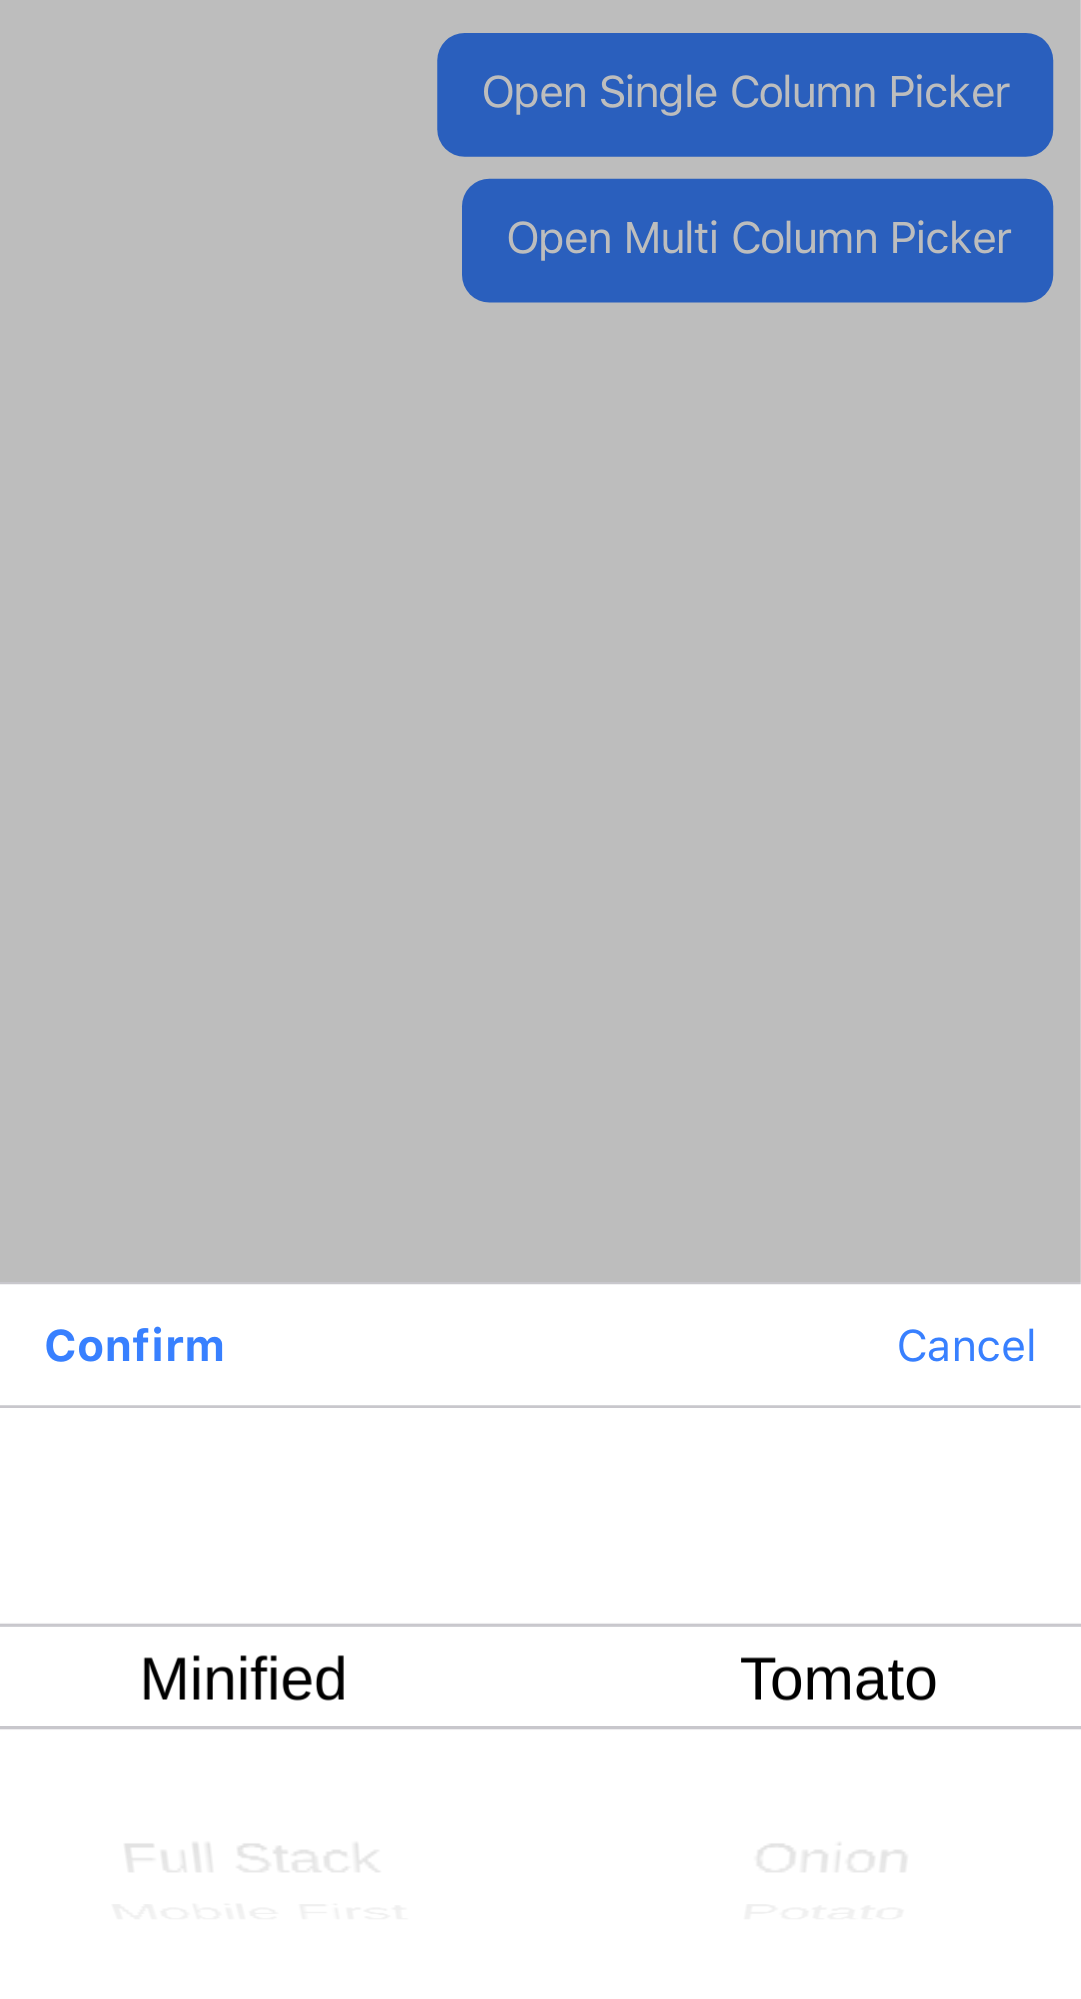 Open Single Column Picker
Open Multi Column Picker
Confirm Cancel
Minified Tomato
Full Stack Onion
Mobile First Potato